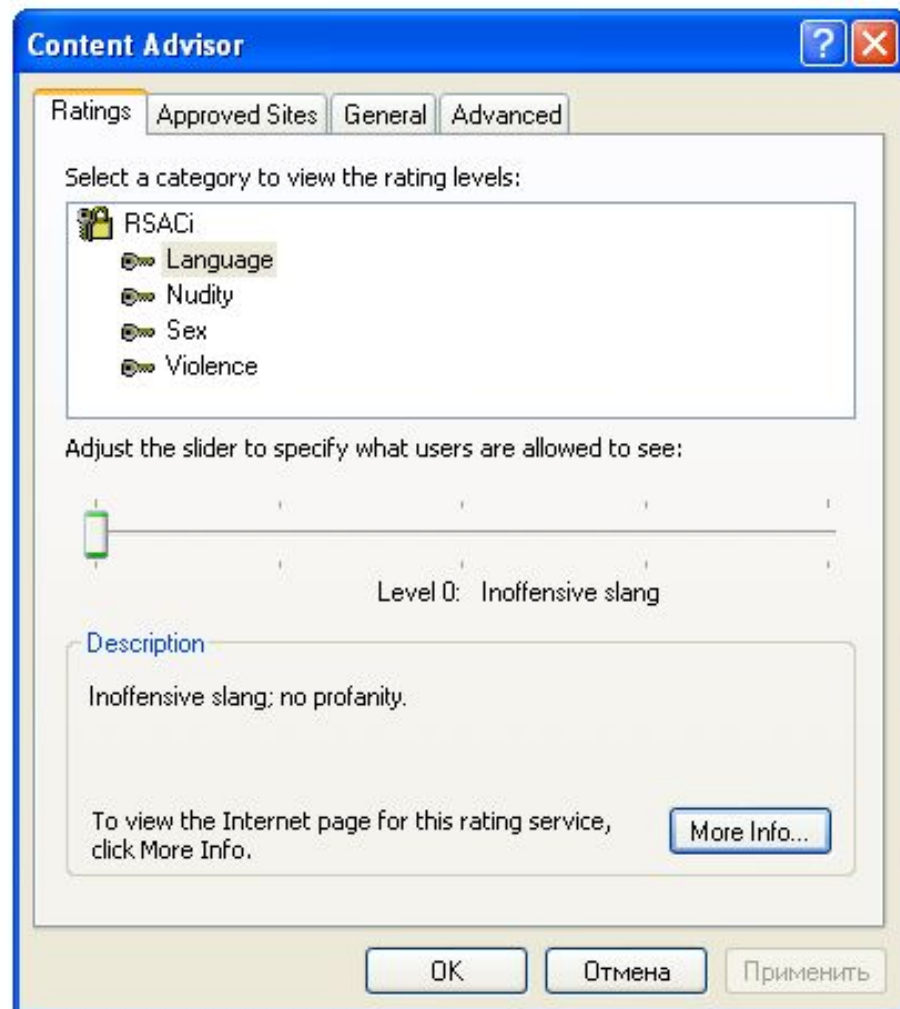 Content Advisor
Ratings Approved Sites General Advanced
Select a category to view the rating levels:
RSACi
Language
Nudity
Sex
Violence
Adjust the slider to specify what users are allowed to see:
Level 0: Inoffensive slang
Description
Inoffensive slang; no profanity.
To view the Internet page for this rating service,
click More Info.
More Info...
OK Отмена Применить